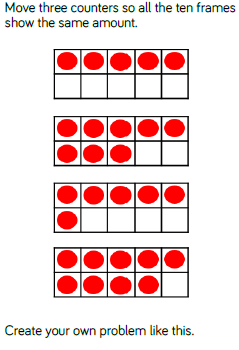 Move three counters so all the ten frames
show the same amount.
Create your own problem like this.